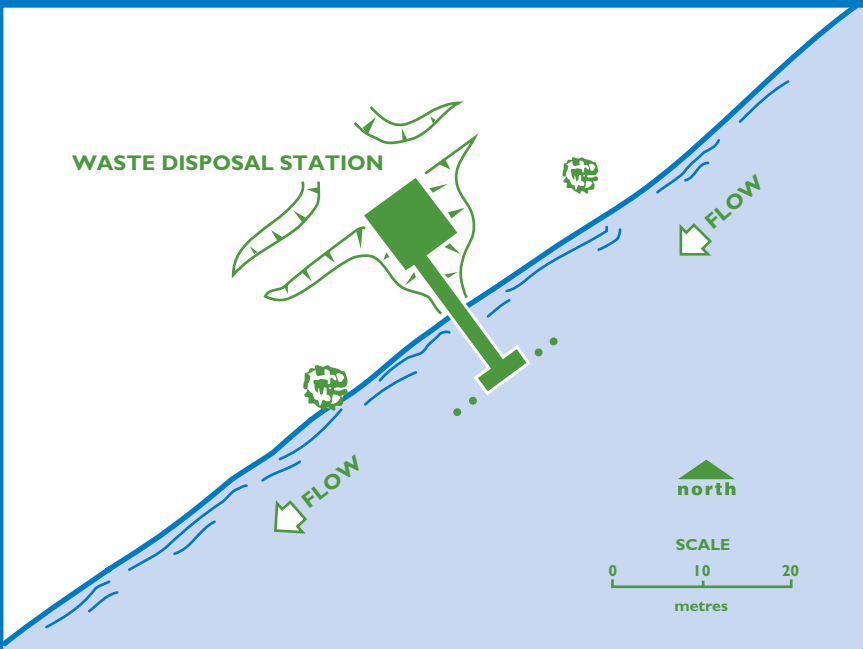 WASTE DISPOSAL STATION
FLOW
FLOW
north
SCALE
0 10 20
metres